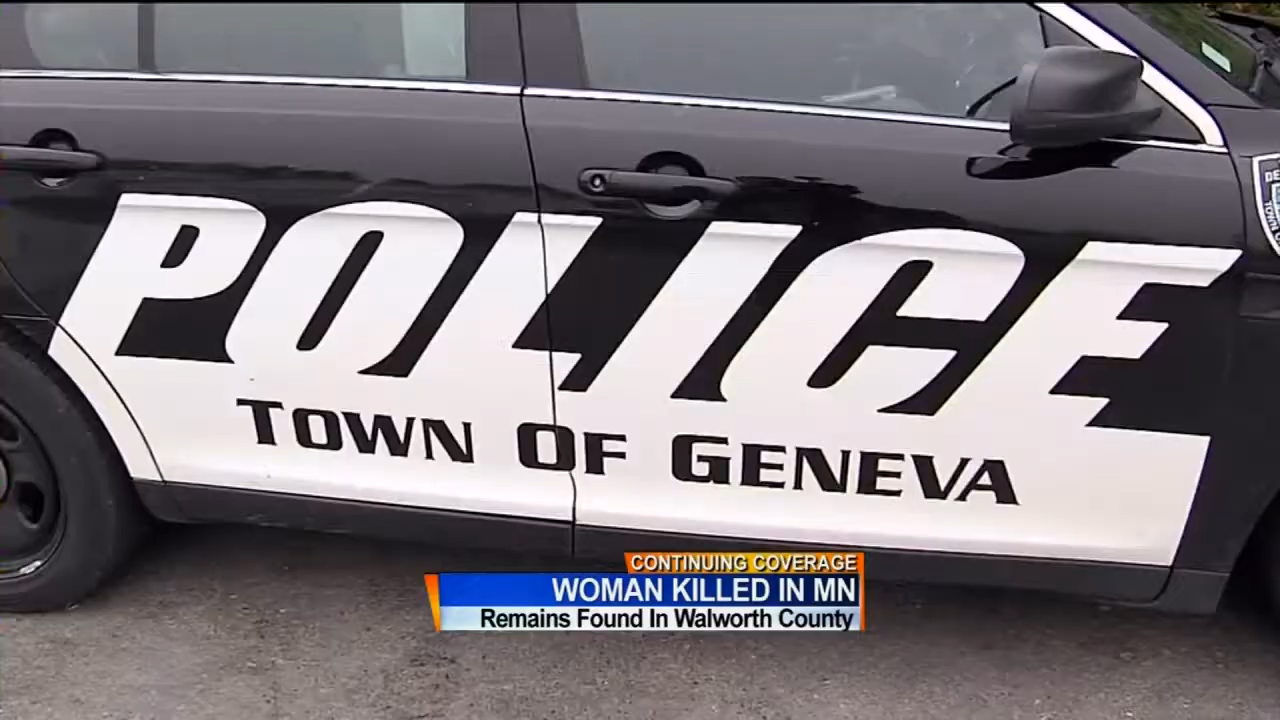 POLICE
TOWN OF GENEVA
CONTINUING COVERAGE
WOMAN KILLED IN MN
Remains Found In Walworth County